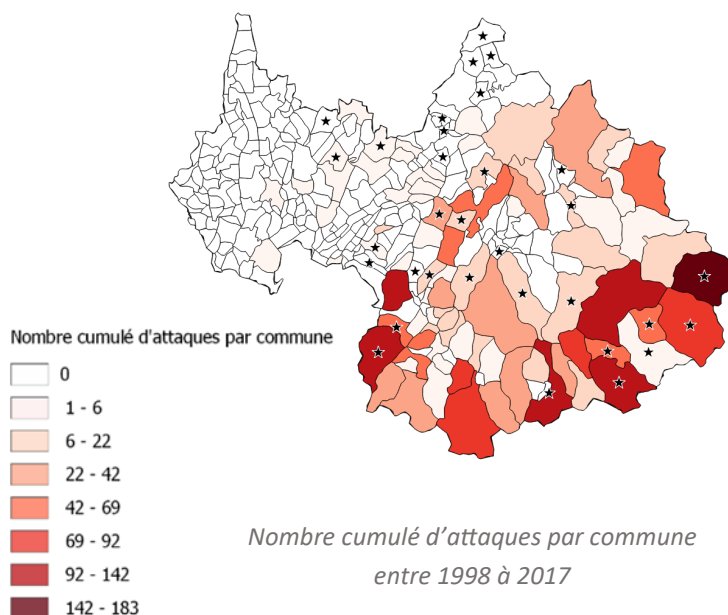 Nombre cumulé d'attaques par commune
0
1 - 6
6 - 22
22 - 42
42 - 69
69 - 92
92 - 142
142 - 183
Nombre cumulé d’attaques par commune
entre 1998 à 2017